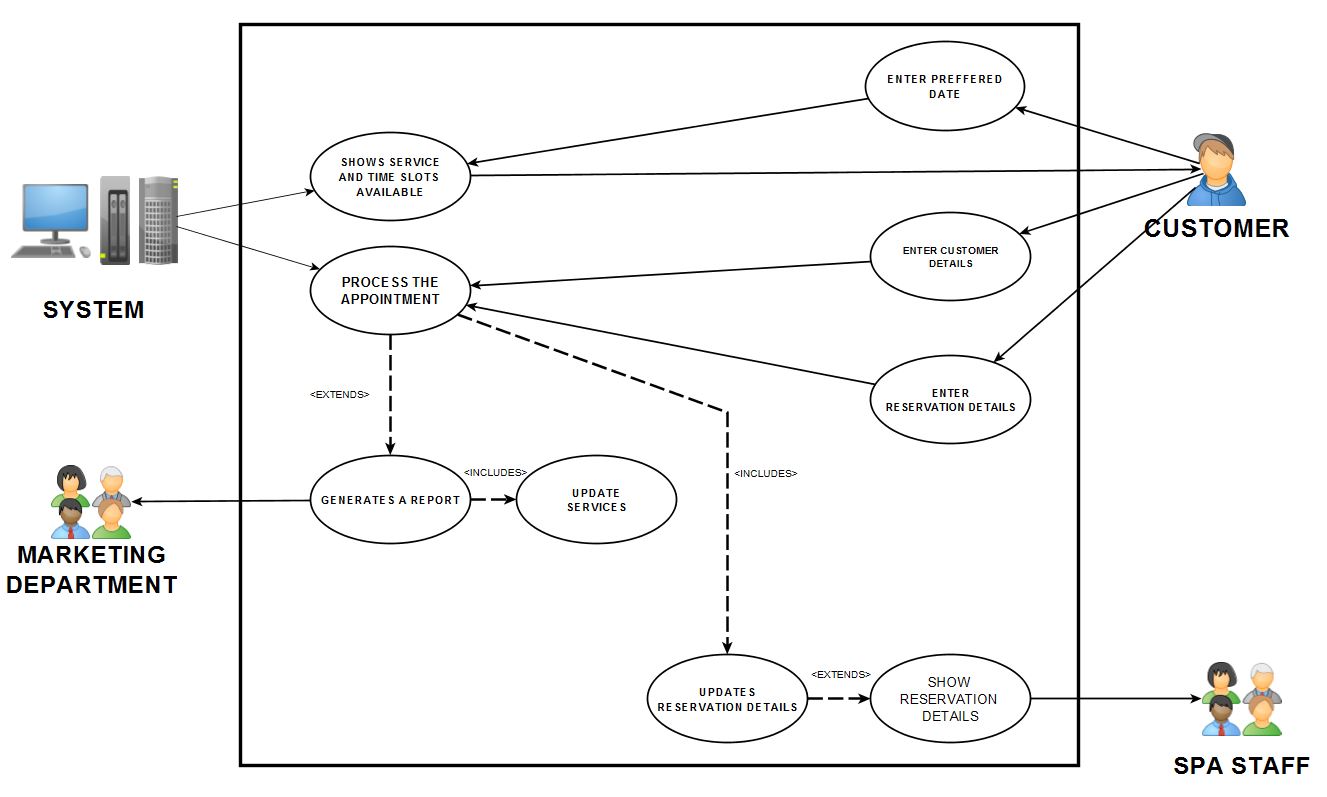 ENTER PREFFERED
DATE
SHOWS SERVICE
AND TIME SLOTS
AVAILABLE
CUSTOMER
ENTER CUSTOMER
DETAILS
PROCESS THE
APPOINTMENT
SYSTEM
<EXTENDS>
ENTER
RESERVATION DETAILS
<INCLUDES>
<INCLUDES>
GENERATES A REPORT
UPDATE
SERVICES
MARKETING
DEPARTMENT
<EXTENDS>
UPDATES
RESERVATION DETAILS
SHOW
RESERVATION
DETAILS
SPA STAFF